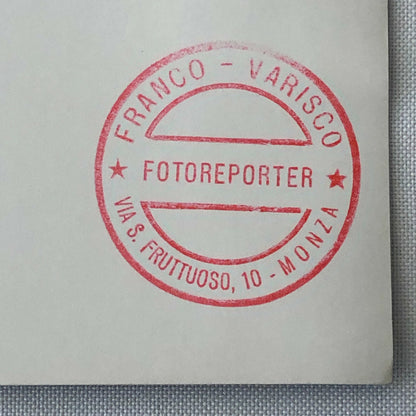 FRANCO - VARISCO
★ FOTOREPORTER ★
VIA S. FRUTTUOSO, 10 - MONZA